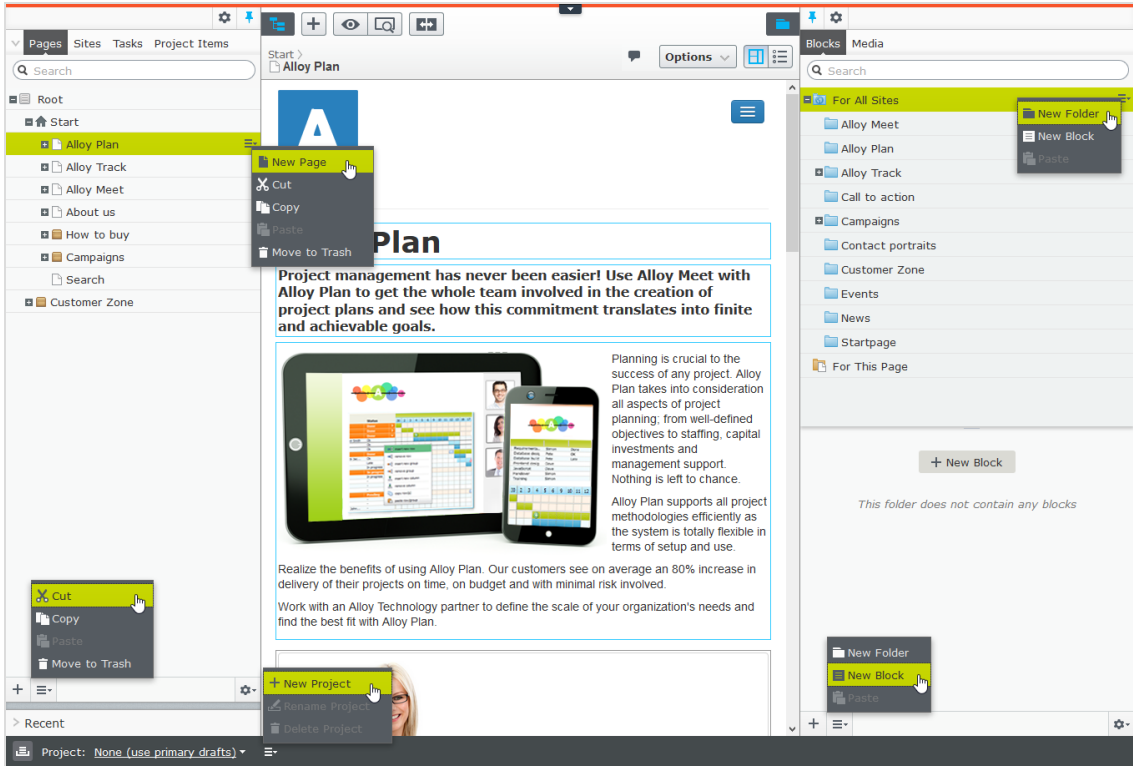 Pages Sites Tasks Project Items
Search
Root
Start
Alloy Plan
Alloy Track
Alloy Meet
About us
How to buy
Campaigns
Search
Customer Zone
New Page
Cut
Copy
Paste
Move to Trash
Cut
Copy
Paste
Move to Trash
Recent
Start >
Alloy Plan
Options
A
Plan
Project management has never been easier! Use Alloy Meet with
Alloy Plan to get the whole team involved in the creation of
project plans and see how this commitment translates into finite
and achievable goals.
Planning is crucial to the
success of any project. Alloy
Plan takes into consideration
all aspects of project
planning; from well-defined
objectives to staffing, capital
investments and
management support.
Nothing is left to chance.
Alloy Plan supports all project
methodologies efficiently as
the system is totally flexible in
terms of setup and use.
Realize the benefits of using Alloy Plan. Our customers see on average an 80% increase in
delivery of their projects on time, on budget and with minimal risk involved.
Work with an Alloy Technology partner to define the scale of your organization's needs and
find the best fit with Alloy Plan.
New Project
Rename Project
Delete Project
Blocks Media
Search
For All Sites
Alloy Meet
Alloy Plan
Alloy Track
Call to action
Campaigns
Contact portraits
Customer Zone
Events
News
Startpage
For This Page
New Folder
New Block
Paste
+ New Block
This folder does not contain any blocks
New Folder
New Block
Paste
Project: None (use primary drafts)